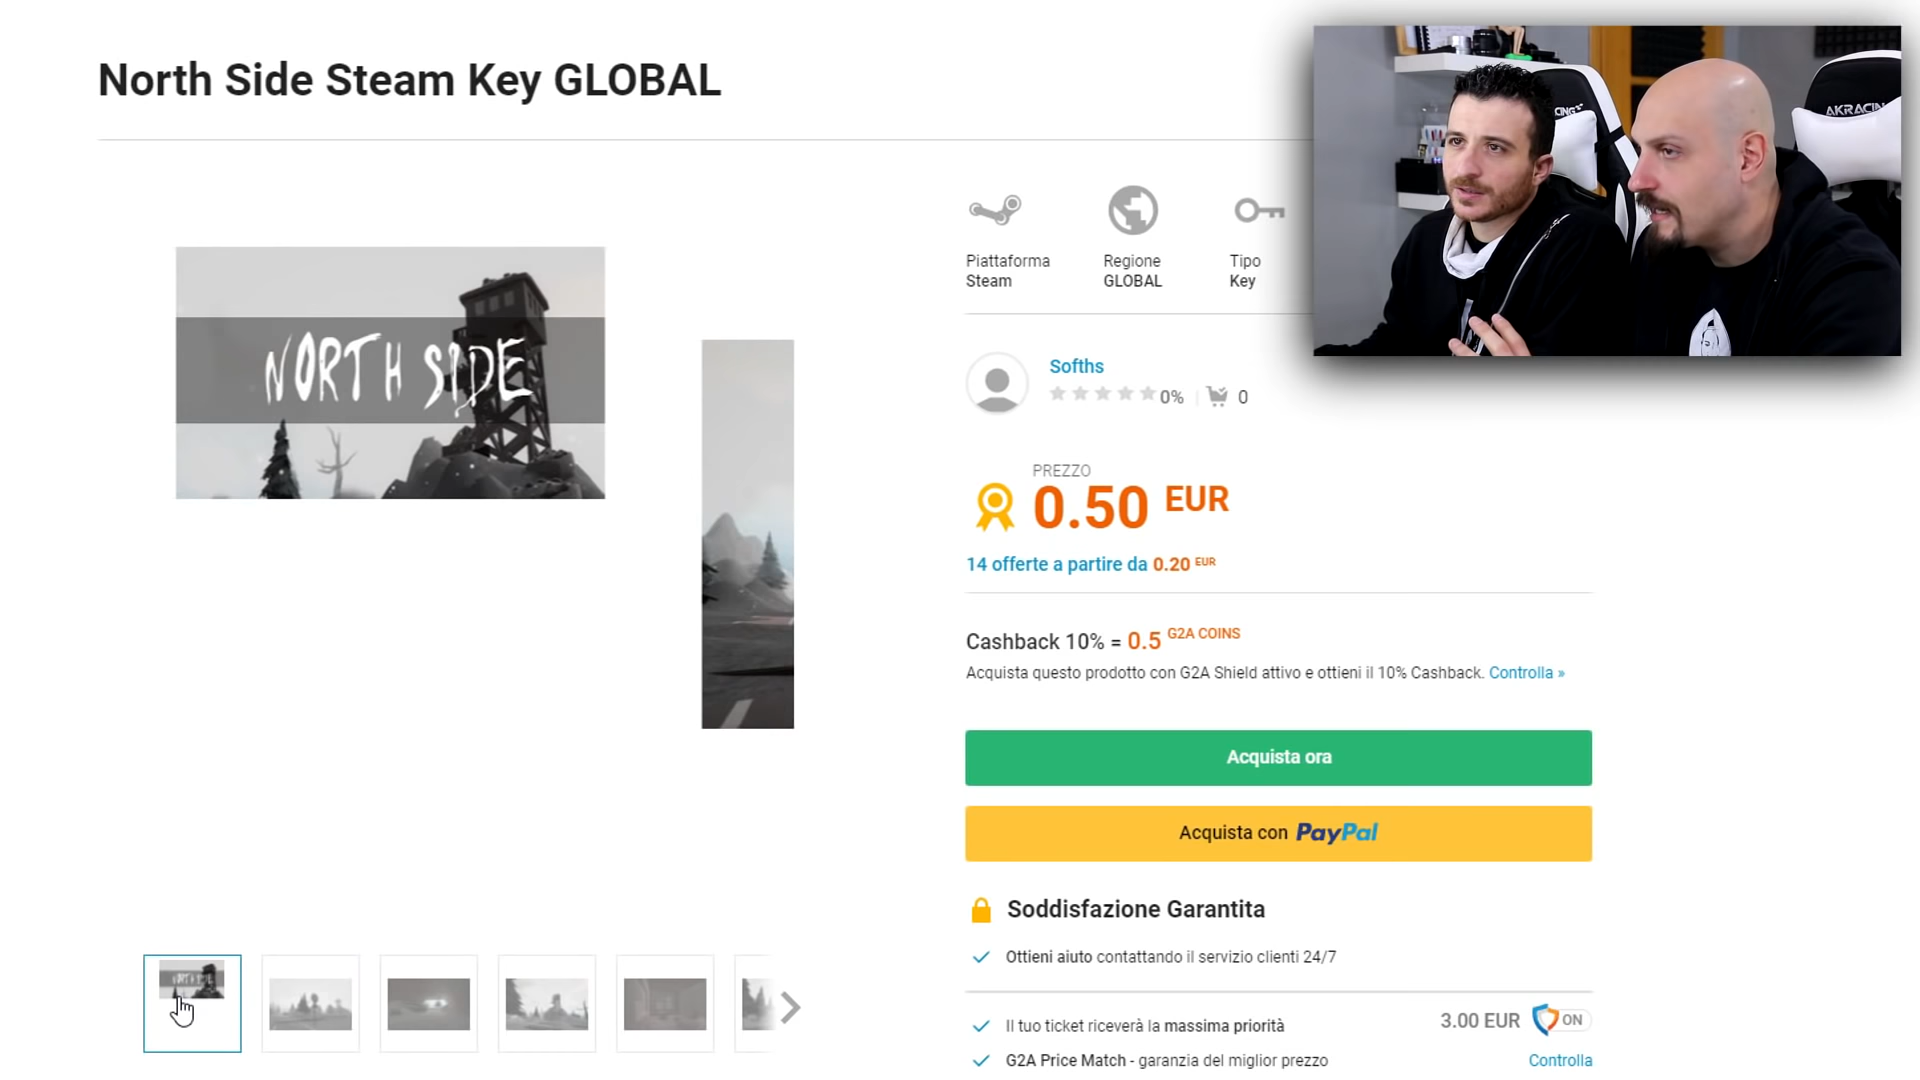 North Side Steam Key GLOBAL
NORTH SIDE
Piattaforma
Steam
Regione
GLOBAL
Tipo
Key
AKRACING
Softhis
0%
0
PREZZO
0.50 EUR
14 offerte a partire da 0.20 EUR
Cashback 10% = 0.5 G2A COINS
Acquista questo prodotto con G2A Shield attivo e ottieni il 10% Cashback. Controlla »
Acquista ora
Acquista con PayPal
Soddisfazione Garantita
Ottieni aiuto contattando il servizio clienti 24/7
Il tuo ticket riceverà la massima priorità
3.00 EUR
ON
G2A Price Match - garanzia del miglior prezzo
Controlla